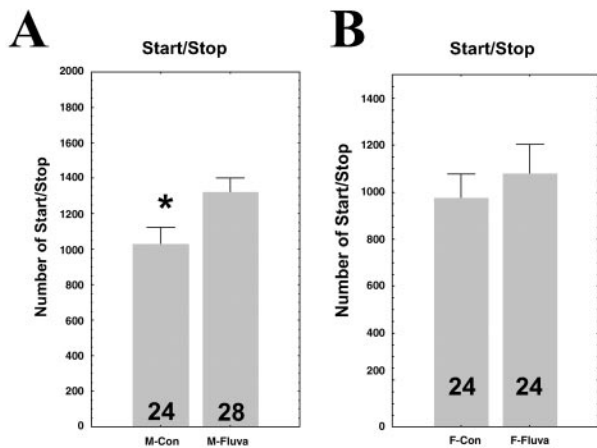 A
Start/Stop
Number of Start/Stop
2000
1800
1600
1400
1200
1000
800
600
400
200
0
*
24
28
M-Con
M-Fluva
B
Start/Stop
Number of Start/Stop
1400
1200
1000
800
600
400
200
0
24
24
F-Con
F-Fluva